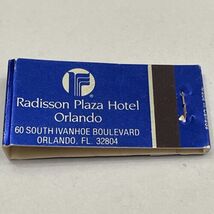 Radisson Plaza Hotel
Orlando
60 SOUTH IVANHOE BOULEVARD
ORLANDO, FL 32804